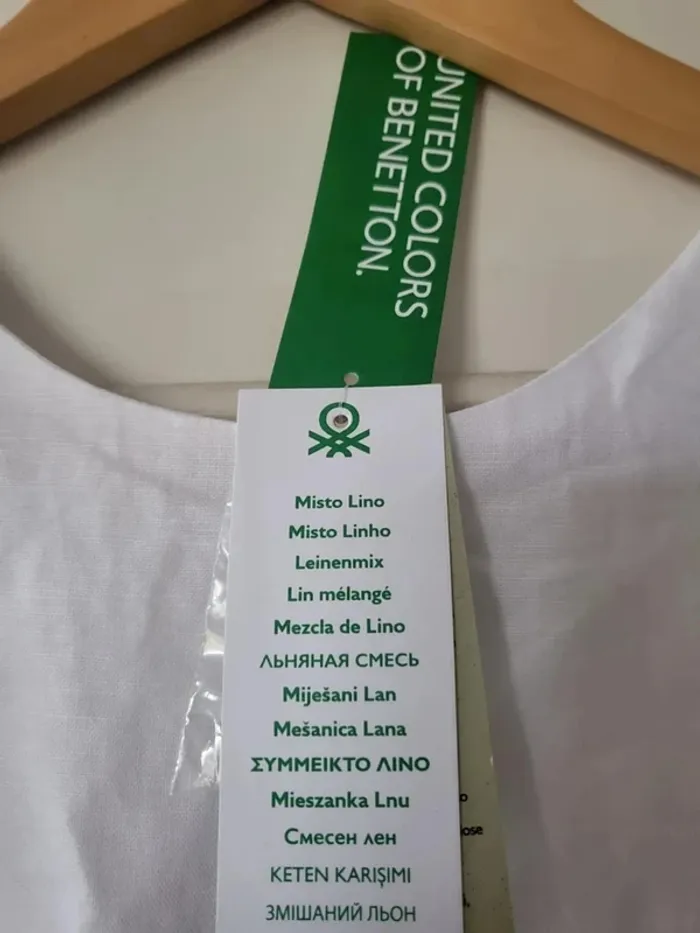 UNITED COLORS
OF BENETTON.
Misto Lino
Misto Linho
Leinenmix
Lin mélangé
Mezcla de Lino
ЛЬНЯНАЯ СМЕСЬ
Miješani Lan
Mešanica Lana
ΣΥΜΜΕΙΚΤΟ ΛΙΝΟ
Mieszanka Lnu
Смесен лен
KETEN KARIŞIMI
ЗМІШАНИЙ ЛЬОН